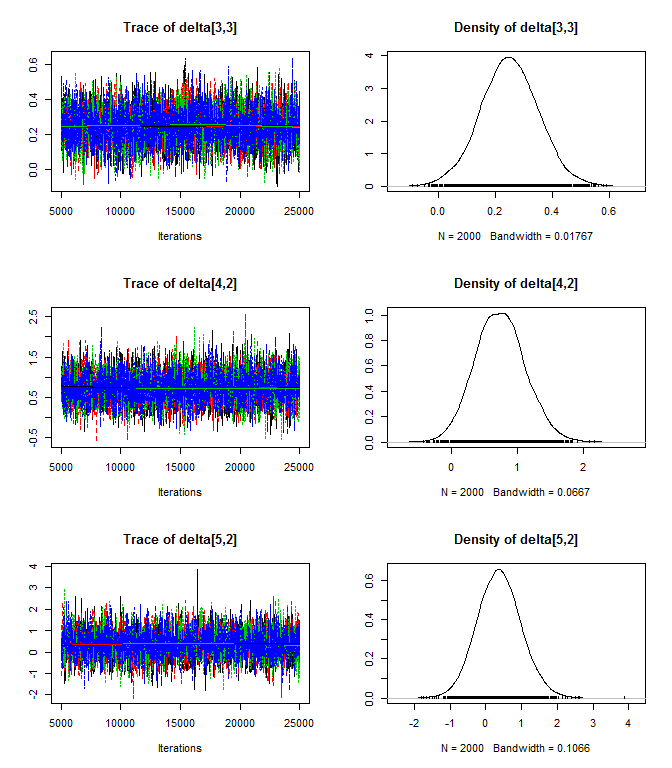 Trace of delta[3,3]
0.0 0.2 0.4 0.6
5000 10000 15000 20000 25000
Iterations
Density of delta[3,3]
0 1 2 3 4
0.0 0.2 0.4 0.6
N = 2000 Bandwidth = 0.01767
Trace of delta[4,2]
-0.5 0.5 1.5 2.5
5000 10000 15000 20000 25000
Iterations
Density of delta[4,2]
0.0 0.2 0.4 0.6 0.8 1.0
0 1 2
N = 2000 Bandwidth = 0.0667
Trace of delta[5,2]
-2 -1 0 1 2 3 4
5000 10000 15000 20000 25000
Iterations
Density of delta[5,2]
0.0 0.2 0.4 0.6
-2 -1 0 1 2 3 4
N = 2000 Bandwidth = 0.1066